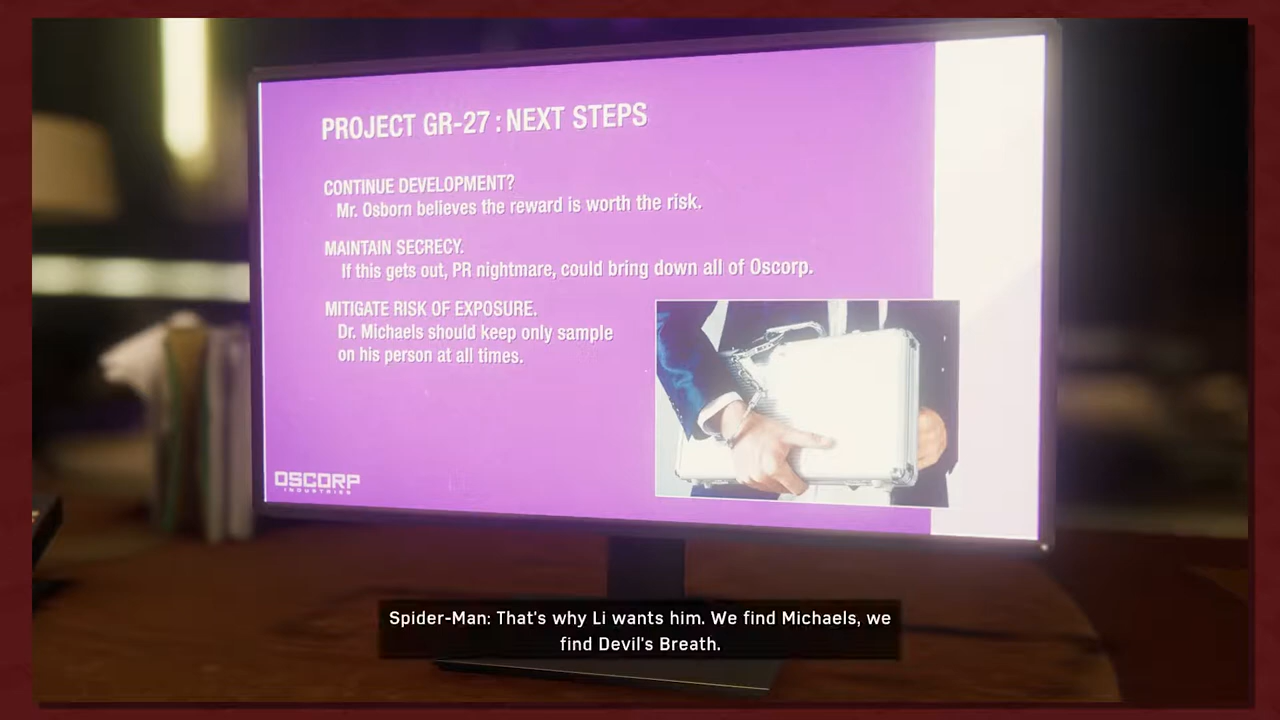 PROJECT GR-27 : NEXT STEPS
CONTINUE DEVELOPMENT?
Mr. Osborn believes the reward is worth the risk.
MAINTAIN SECRECY.
If this gets out, PR nightmare, could bring down all of Oscorp.
MITIGATE RISK OF EXPOSURE.
Dr. Michaels should keep only sample
on his person at all times.
OSCORP
INDUSTRIES
Spider-Man: That's why Li wants him. We find Michaels, we
find Devil's Breath.